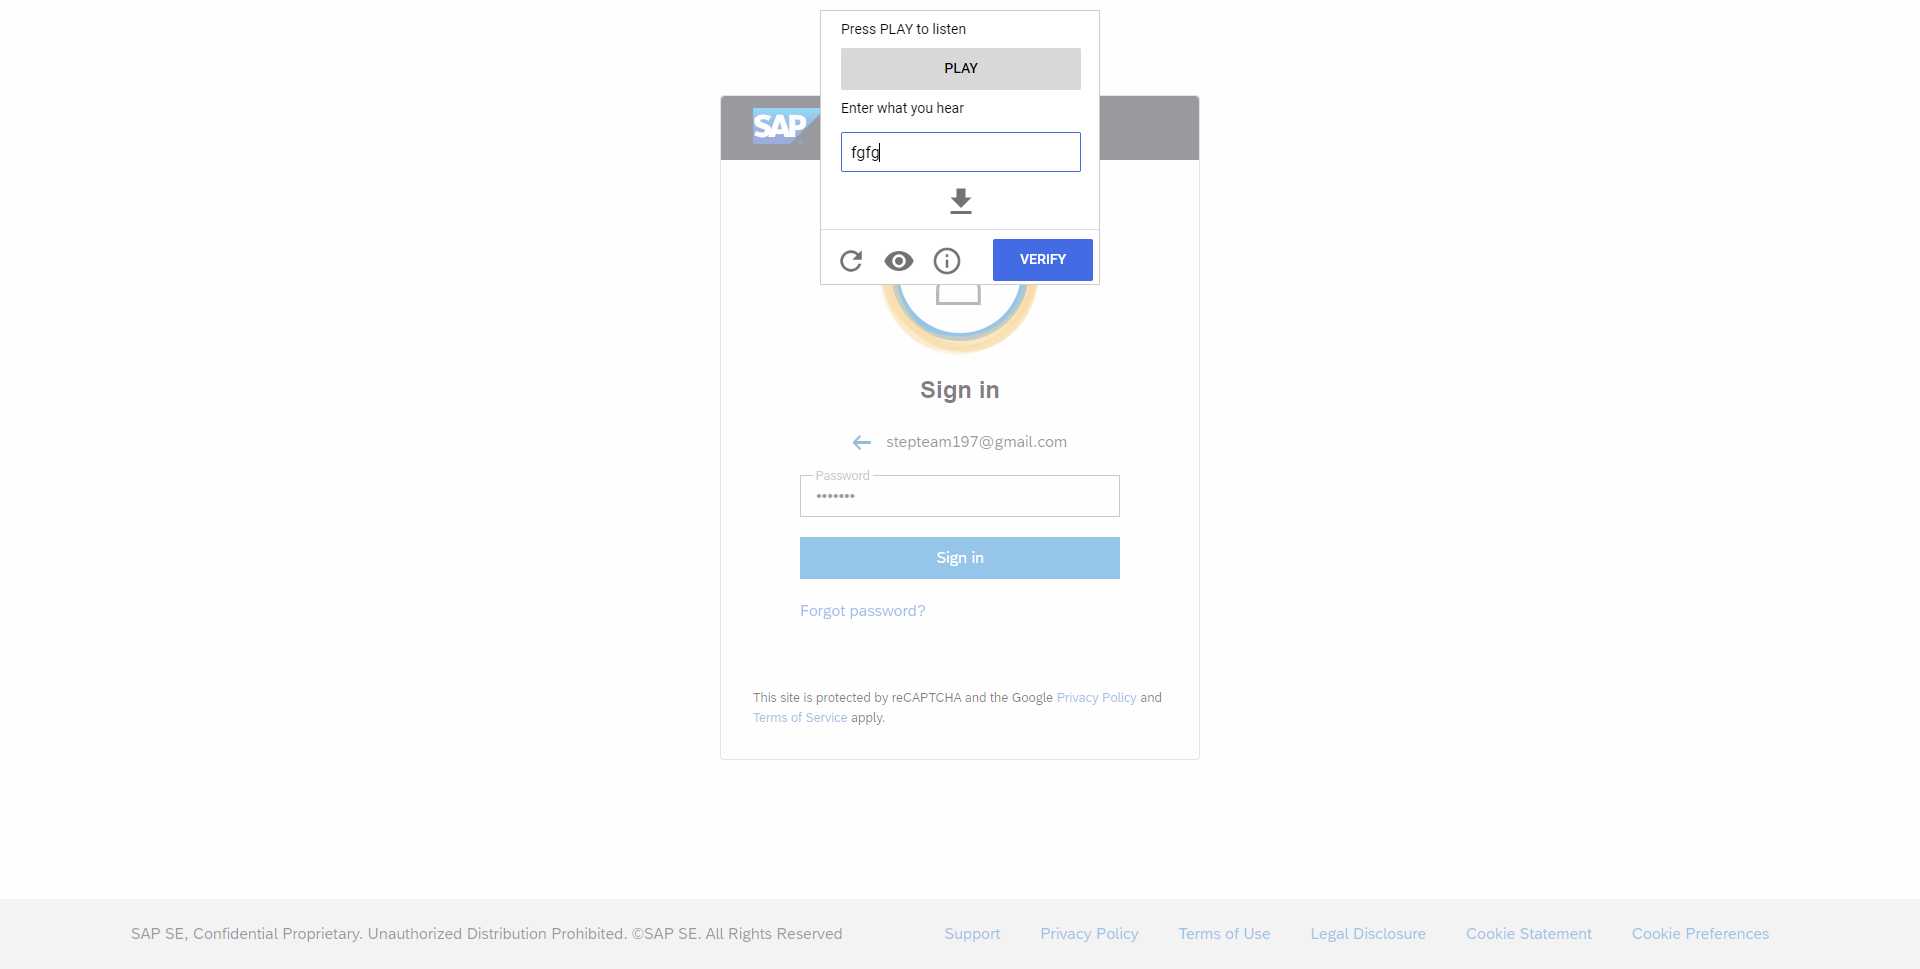 Press PLAY to listen
PLAY
Enter what you hear
fgfg
VERIFY
SAP
Sign in
stepteam197@gmail.com
Password
•••••••
Sign in
Forgot password?
This site is protected by reCAPTCHA and the Google Privacy Policy and
Terms of Service apply.
SAP SE, Confidential Proprietary. Unauthorized Distribution Prohibited. ©SAP SE. All Rights Reserved
Support
Privacy Policy
Terms of Use
Legal Disclosure
Cookie Statement
Cookie Preferences